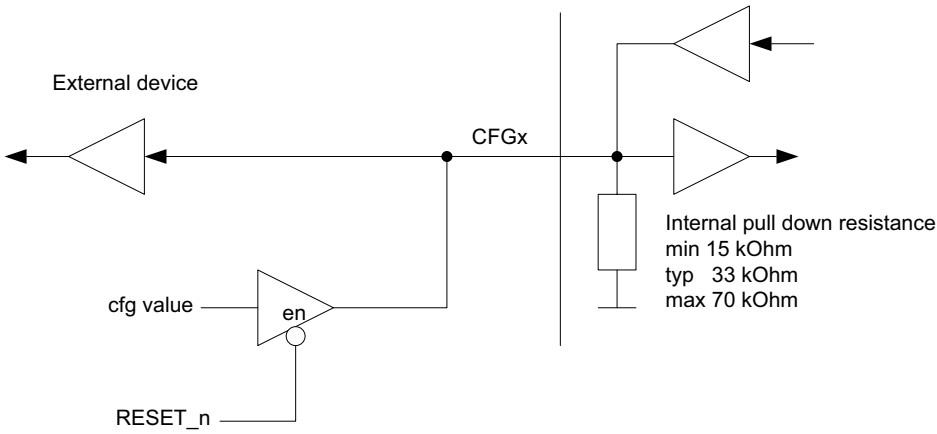 External device
CFGx
Internal pull down resistance
min 15 kOhm
typ 33 kOhm
max 70 kOhm
cfg value
en
RESET_n